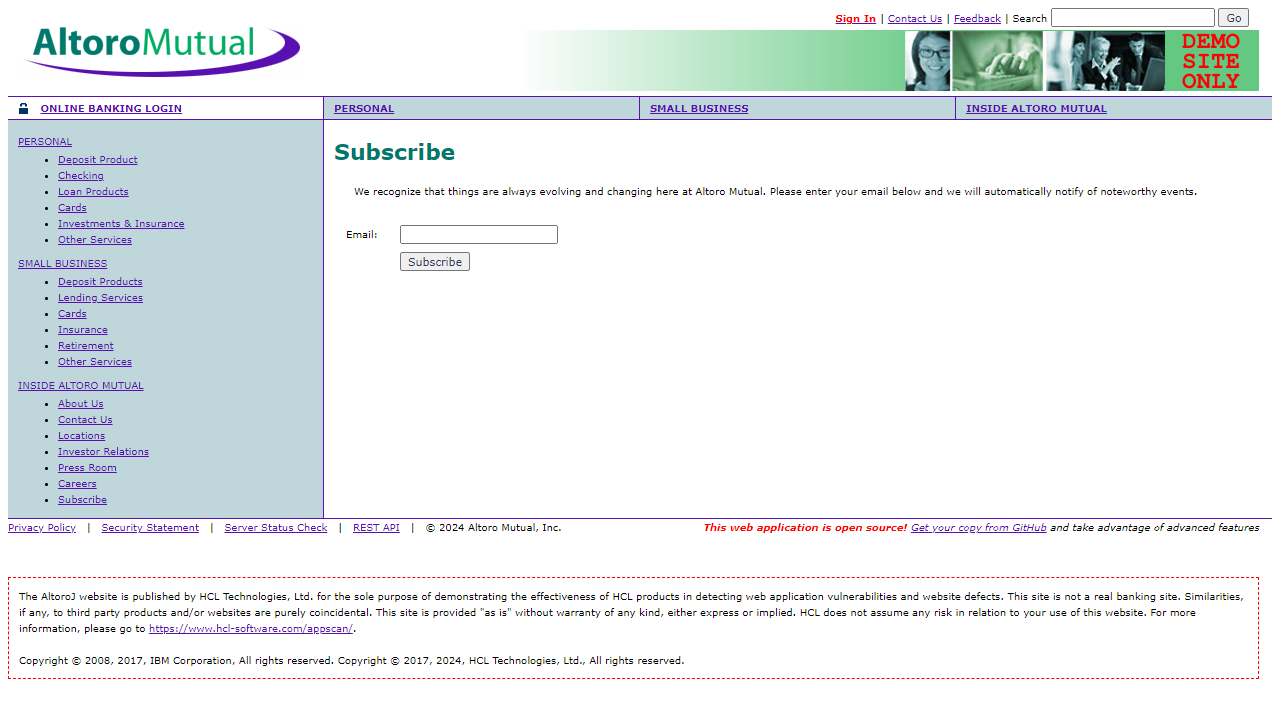 Sign In | Contact Us | Feedback | Search Go
AltoroMutual
DEMO
SITE
ONLY
ONLINE BANKING LOGIN
PERSONAL
SMALL BUSINESS
INSIDE ALTORO MUTUAL
PERSONAL
Deposit Product
Checking
Loan Products
Cards
Investments & Insurance
Other Services
SMALL BUSINESS
Deposit Products
Lending Services
Cards
Insurance
Retirement
Other Services
INSIDE ALTORO MUTUAL
About Us
Contact Us
Locations
Investor Relations
Press Room
Careers
Subscribe
Subscribe
We recognize that things are always evolving and changing here at Altoro Mutual. Please enter your email below and we will automatically notify of noteworthy events.
Email:
Subscribe
Privacy Policy | Security Statement | Server Status Check | REST API | © 2024 Altoro Mutual, Inc.
This web application is open source! Get your copy from GitHub and take advantage of advanced features
The AltoroJ website is published by HCL Technologies, Ltd. for the sole purpose of demonstrating the effectiveness of HCL products in detecting web application vulnerabilities and website defects. This site is not a real banking site. Similarities,
if any, to third party products and/or websites are purely coincidental. This site is provided "as is" without warranty of any kind, either express or implied. HCL does not assume any risk in relation to your use of this website. For more
information, please go to https://www.hcl-software.com/appscan/.
Copyright © 2008, 2017, IBM Corporation, All rights reserved. Copyright © 2017, 2024, HCL Technologies, Ltd., All rights reserved.